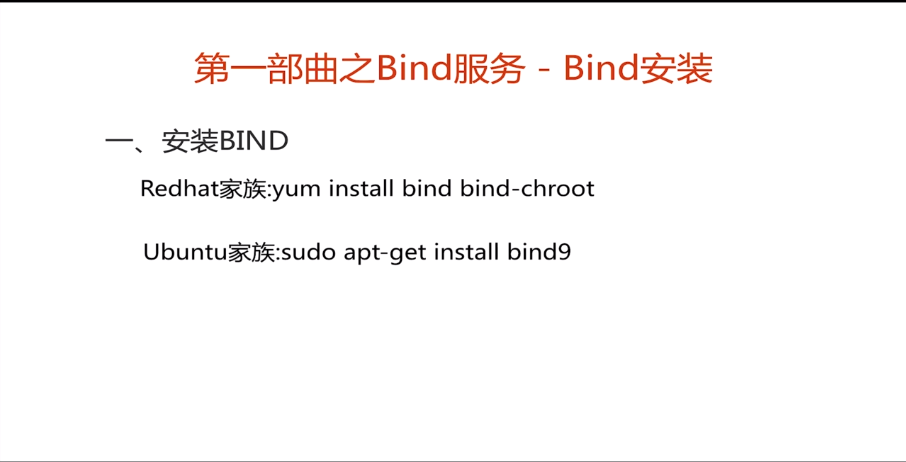 第一部曲之Bind服务 - Bind安装
一、安装BIND
Redhat家族:yum install bind bind-chroot
Ubuntu家族:sudo apt-get install bind9